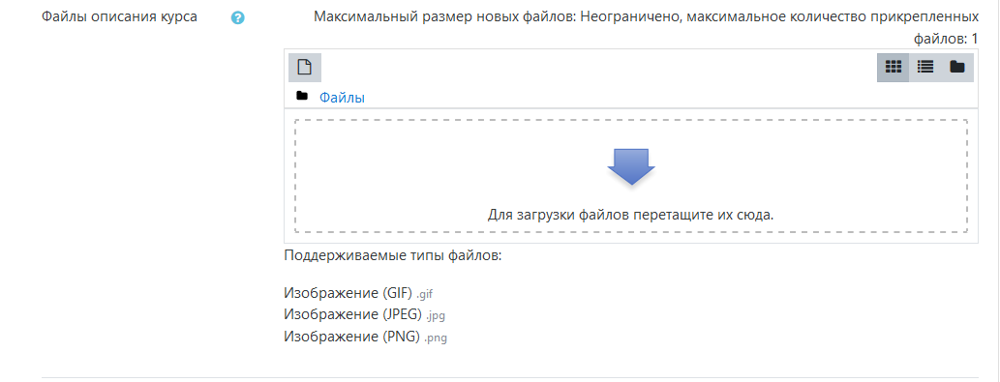 Файлы описания курса
Максимальный размер новых файлов: Неограничено, максимальное количество прикрепленных
файлов: 1
Файлы
Для загрузки файлов перетащите их сюда.
Поддерживаемые типы файлов:
Изображение (GIF) .gif
Изображение (JPEG) .jpg
Изображение (PNG) .png